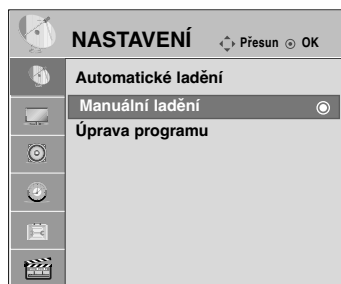 NASTAVENÍ Přesun OK
Automatické ladění
Manuální ladění
Úprava programu